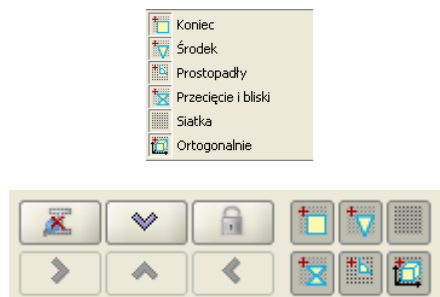 Koniec
Środek
Prostopadły
Przecięcie i bliski
Siatka
Ortogonalnie